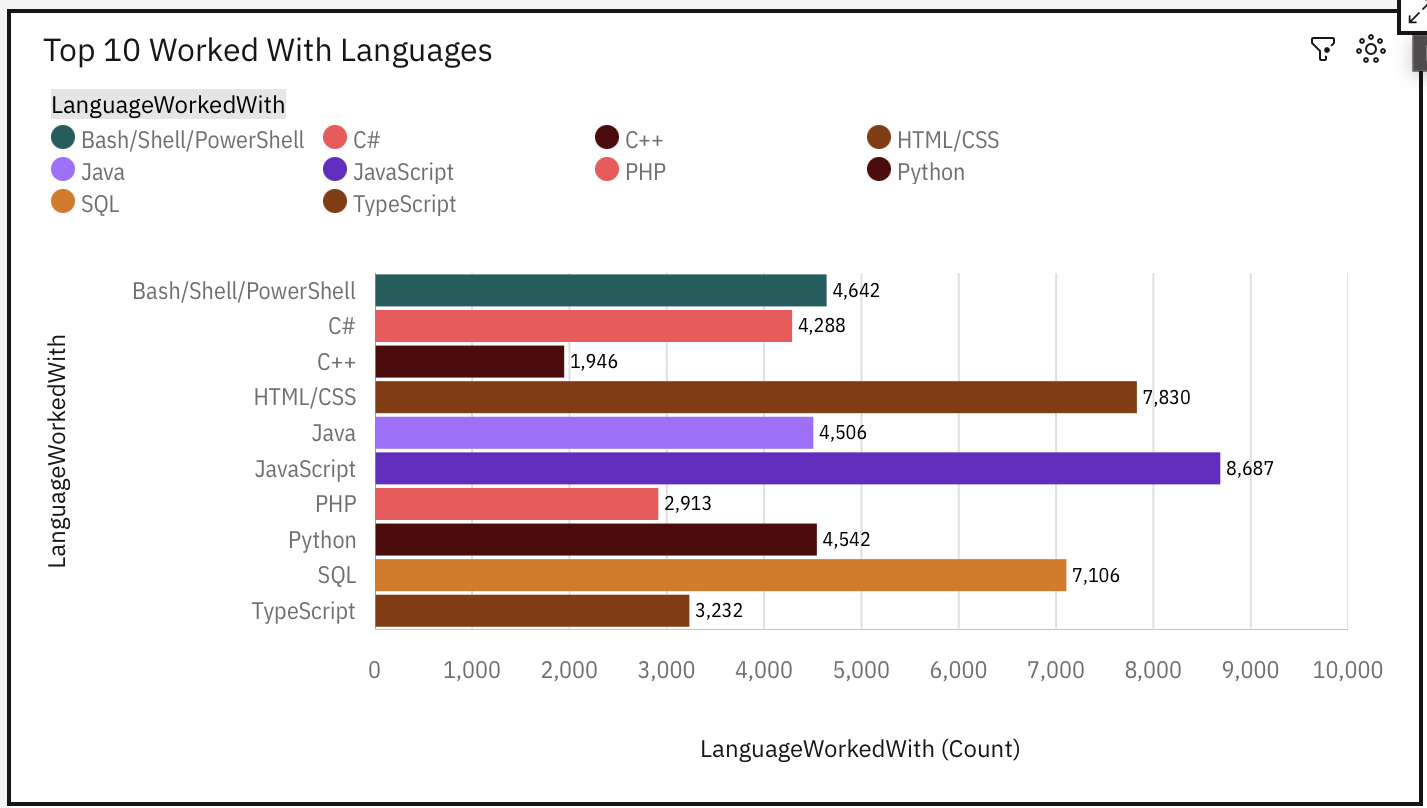 Top 10 Worked With Languages
LanguageWorkedWith
Bash/Shell/PowerShell C# C++ HTML/CSS
Java JavaScript PHP Python
SQL TypeScript
LanguageWorkedWith
Bash/Shell/PowerShell 4,642
C# 4,288
C++ 1,946
HTML/CSS 7,830
Java 4,506
JavaScript 8,687
PHP 2,913
Python 4,542
SQL 7,106
TypeScript 3,232
0 1,000 2,000 3,000 4,000 5,000 6,000 7,000 8,000 9,000 10,000
LanguageWorkedWith (Count)